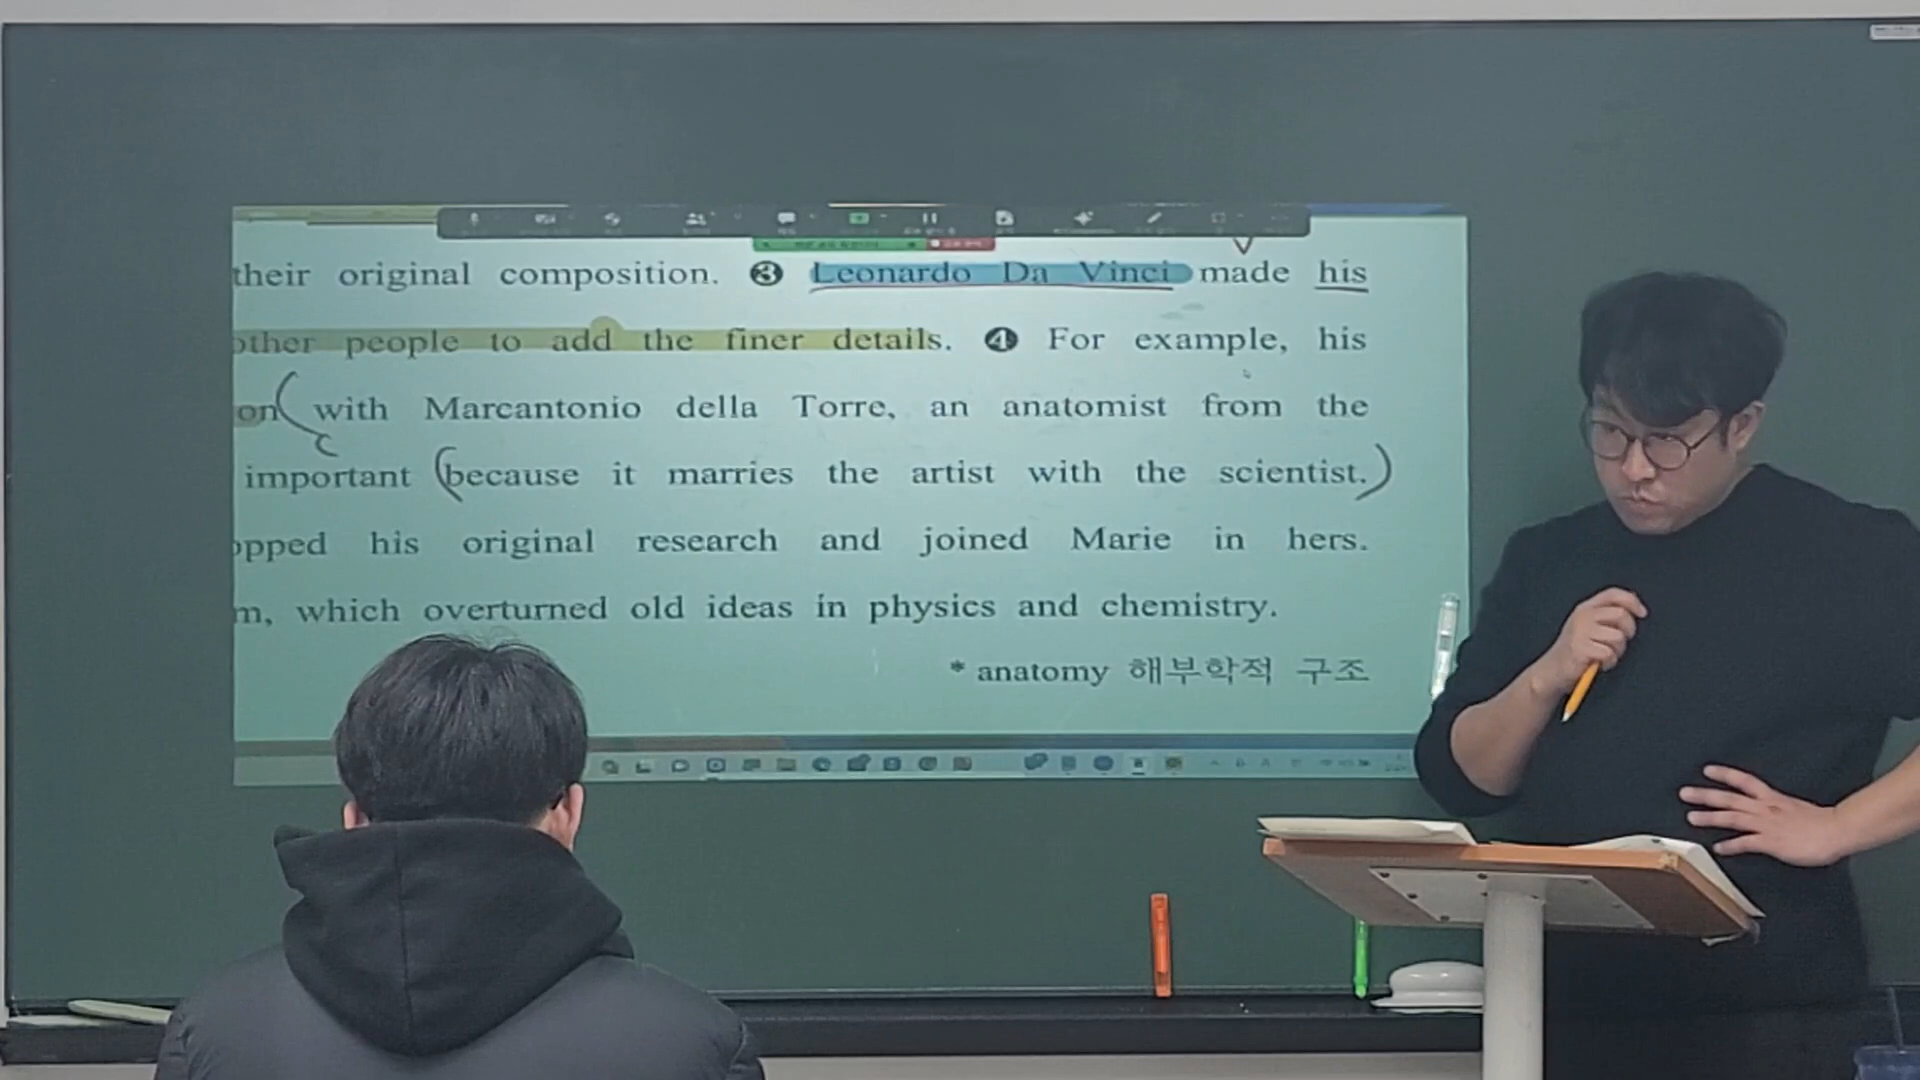 their original composition. ❸ Leonardo Da Vinci made his
other people to add the finer details. ❹ For example, his
on with Marcantonio della Torre, an anatomist from the
important because it marries the artist with the scientist.
opped his original research and joined Marie in hers.
m, which overturned old ideas in physics and chemistry.
* anatomy 해부학적 구조